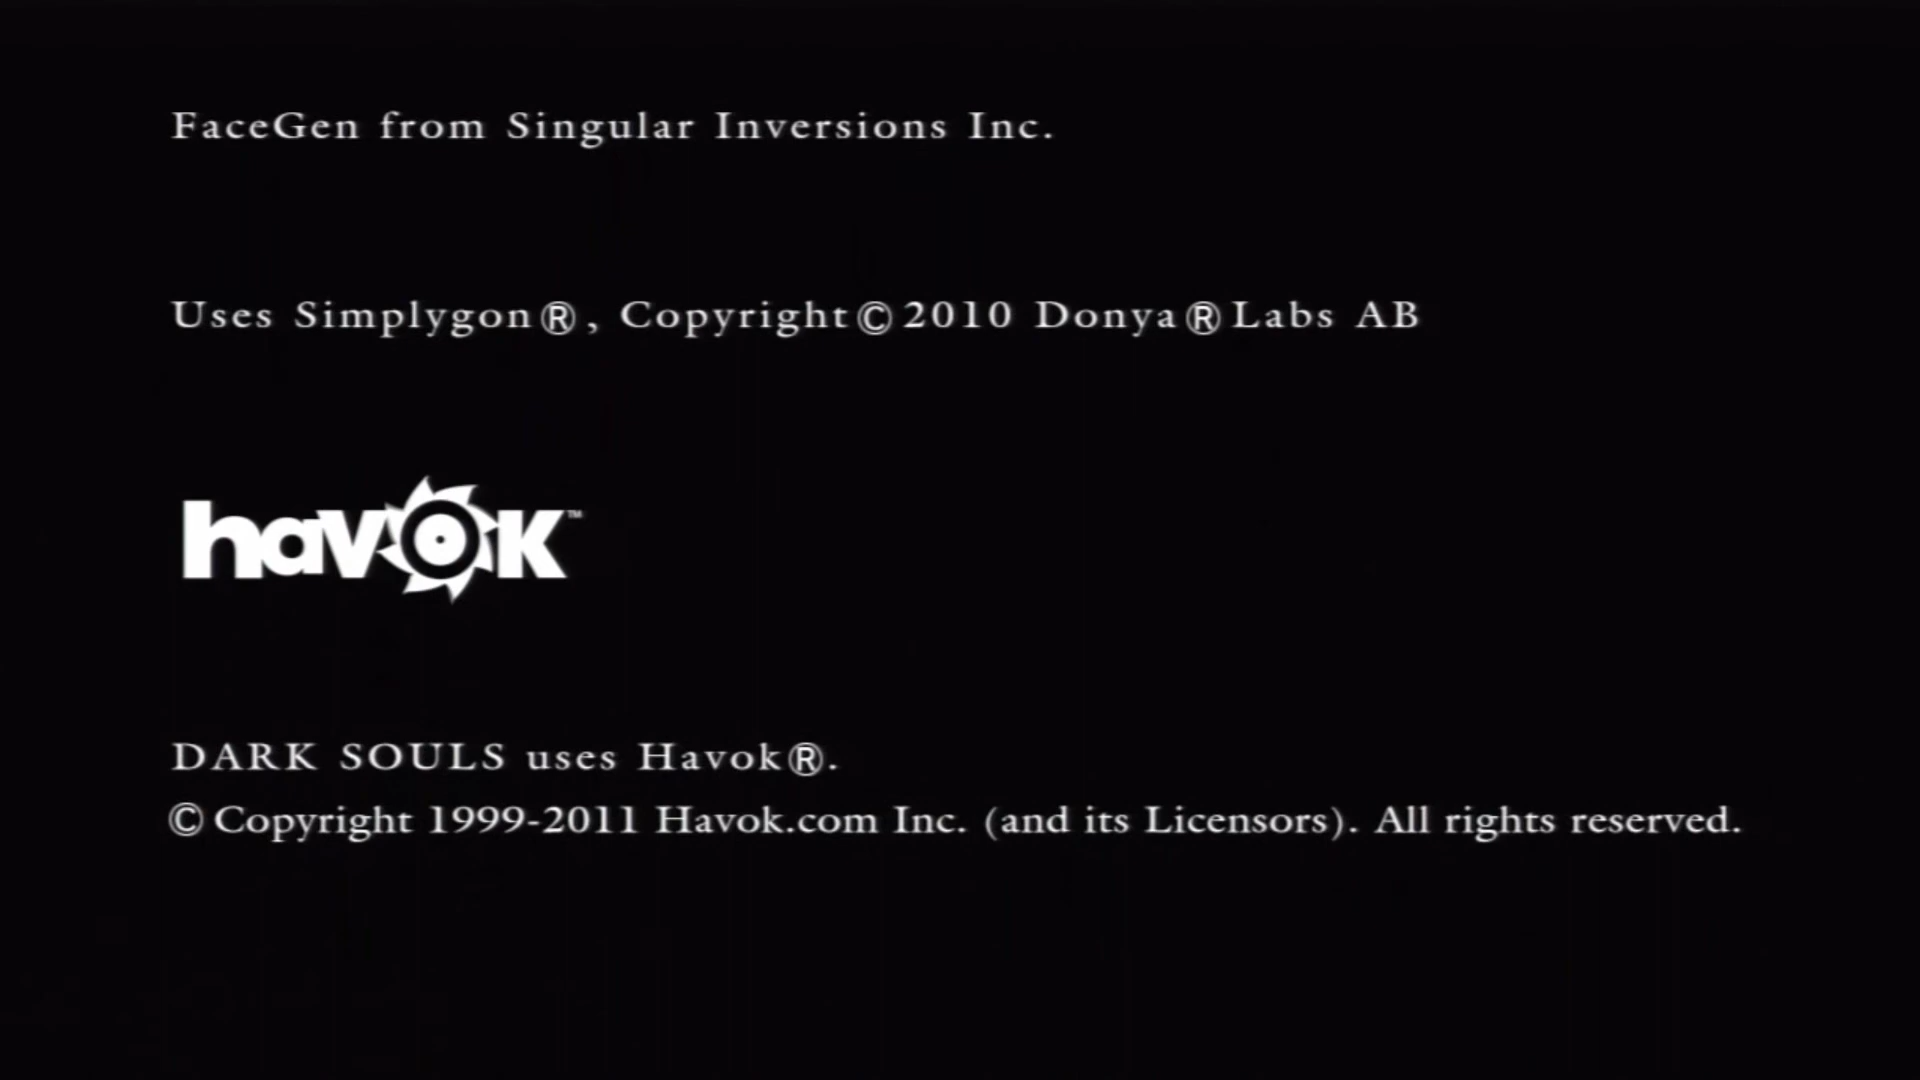 FaceGen from Singular Inversions Inc.
Uses Simplygon®, Copyright©2010 Donya®Labs AB
havok™
DARK SOULS uses Havok®.
©Copyright 1999-2011 Havok.com Inc. (and its Licensors). All rights reserved.